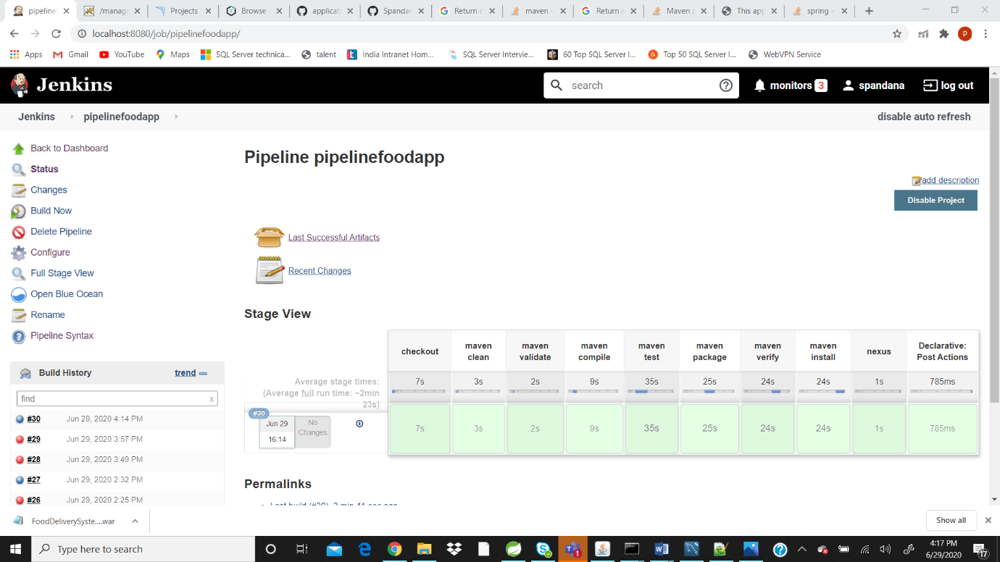 pipeline
/manage
Projects
Browse -
applicati
Spandan
Return c
maven -
Return c
Maven p
This app
spring -
localhost:8080/job/pipelinefoodapp/
p
Apps
Gmail
YouTube
Maps
SQL Server technica...
talent
India Intranet Hom...
SQL Server Intervie...
60 Top SQL Server I...
Top 50 SQL Server I...
WebVPN Service
Jenkins
search
monitors 3
spandana
log out
Jenkins
pipelinefoodapp
disable auto refresh
Back to Dashboard
Status
Changes
Build Now
Delete Pipeline
Configure
Full Stage View
Open Blue Ocean
Rename
Pipeline Syntax
Build History
trend
find
x
#30 Jun 29, 2020 4:14 PM
#29 Jun 29, 2020 3:57 PM
#28 Jun 29, 2020 3:49 PM
#27 Jun 29, 2020 2:32 PM
#26 Jun 29, 2020 2:25 PM
Pipeline pipelinefoodapp
add description
Disable Project
Last Successful Artifacts
Recent Changes
Stage View
checkout
maven
clean
maven
validate
maven
compile
maven
test
maven
package
maven
verify
maven
install
nexus
Declarative:
Post Actions
Average stage times:
(Average full run time: ~2min
23s)
7s 3s 2s 9s 35s 25s 24s 24s 1s 785ms
#30
Jun 29
16:14
No
Changes
7s 3s 2s 9s 35s 25s 24s 24s 1s 785ms
Permalinks
Last build (#30), 2 min 41 sec ago
FoodDeliverySyste....war
Show all
Type here to search
1
4:17 PM
6/29/2020
17